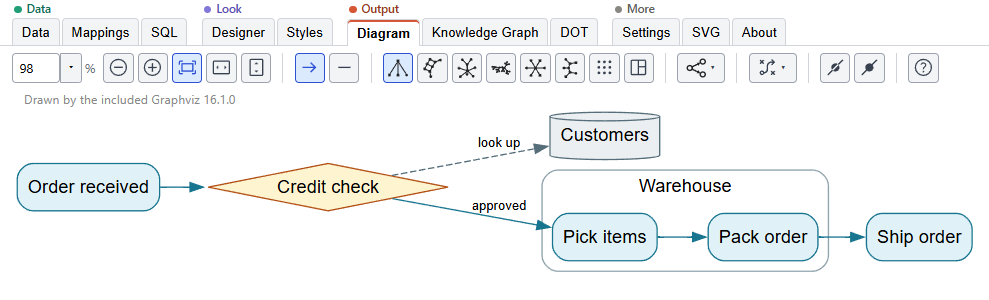 Data Look Output More
Data Mappings SQL Designer Styles Diagram Knowledge Graph DOT Settings SVG About
98 %
Drawn by the included Graphviz 16.1.0
Customers
look up
Warehouse
Order received
Credit check
approved
Pick items
Pack order
Ship order